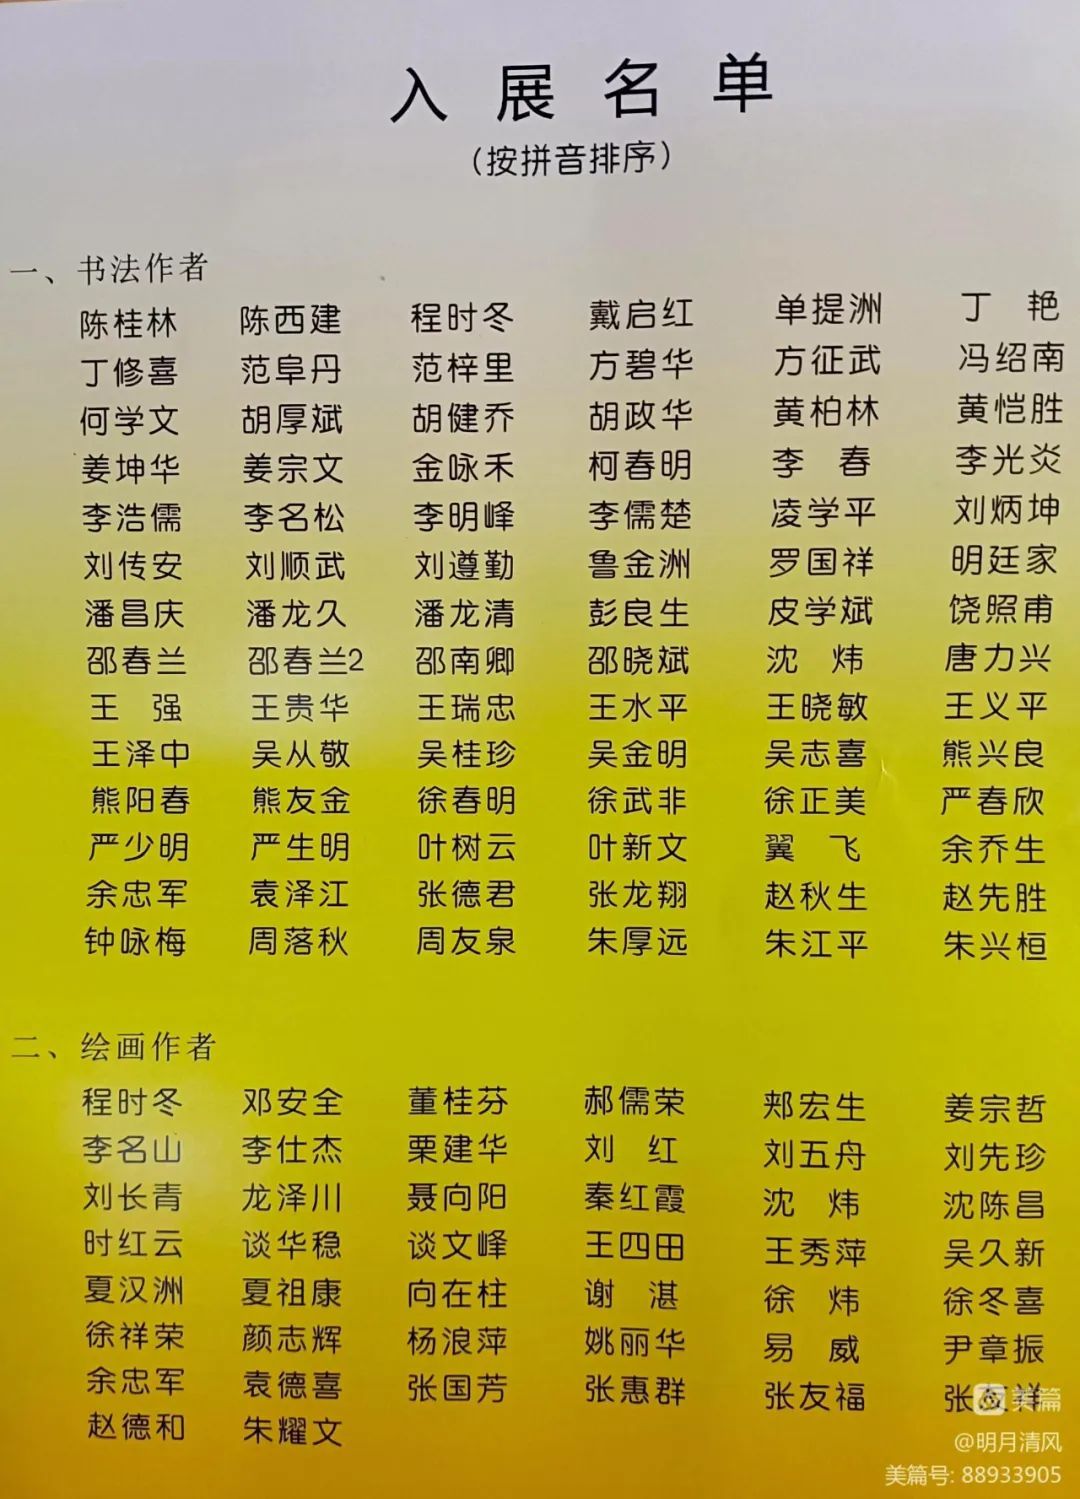 入展名单
（按拼音排序）
一、书法作者
陈桂林 陈西建 程时冬 戴启红 单提洲 丁 艳
丁修喜 范阜丹 范梓里 方碧华 方征武 冯绍南
何学文 胡厚斌 胡健乔 胡政华 黄柏林 黄恺胜
姜坤华 姜宗文 金咏禾 柯春明 李 春 李光炎
李浩儒 李名松 李明峰 李儒楚 凌学平 刘炳坤
刘传安 刘顺武 刘遵勤 鲁金洲 罗国祥 明廷家
潘昌庆 潘龙久 潘龙清 彭良生 皮学斌 饶照甫
邵春兰 邵春兰2 邵南卿 邵晓斌 沈 炜 唐力兴
王 强 王贵华 王瑞忠 王水平 王晓敏 王义平
王泽中 吴从敬 吴桂珍 吴金明 吴志喜 熊兴良
熊阳春 熊友金 徐春明 徐武非 徐正美 严春欣
严少明 严生明 叶树云 叶新文 翼 飞 余乔生
余忠军 袁泽江 张德君 张龙翔 赵秋生 赵先胜
钟咏梅 周落秋 周友泉 朱厚远 朱江平 朱兴桓
二、绘画作者
程时冬 邓安全 董桂芬 郝儒荣 郏宏生 姜宗哲
李名山 李仕杰 栗建华 刘 红 刘五舟 刘先珍
刘长青 龙泽川 聂向阳 秦红霞 沈 炜 沈陈昌
时红云 谈华稳 谈文峰 王四田 王秀萍 吴久新
夏汉洲 夏祖康 向在柱 谢 湛 徐 炜 徐冬喜
徐祥荣 颜志辉 杨浪萍 姚丽华 易 威 尹章振
余忠军 袁德喜 张国芳 张惠群 张友福 张 祥
赵德和 朱耀文
美篇
@明月清风
美篇号: 88933905